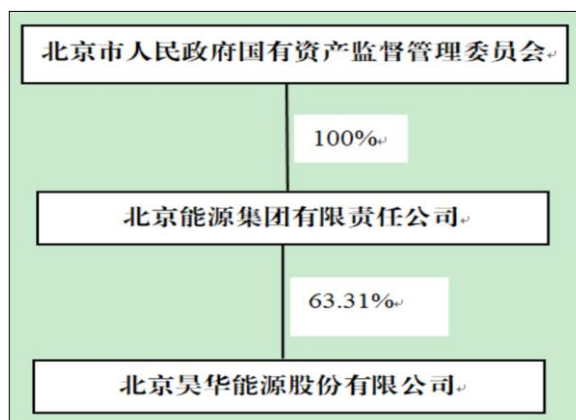 北京市人民政府国有资产监督管理委员会
100%
北京能源集团有限责任公司
63.31%
北京昊华能源股份有限公司